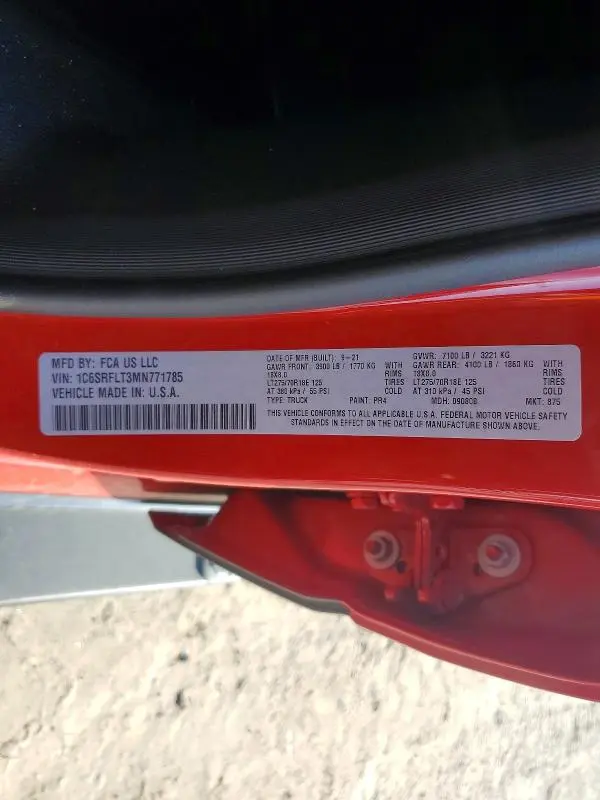 MFD BY: FCA US LLC
VIN: 1C6SRFLT3MN771785
VEHICLE MADE IN: U.S.A.
DATE OF MFR (BUILT): 9-21
GAWR FRONT: 3900 LB / 1770 KG WITH
18X8.0 RIMS
LT275/70R18E 125
AT 380 kPa / 55 PSI COLD
TYPE: TRUCK PAINT: PR4
GVWR: 7100 LB / 3221 KG
GAWR REAR: 4100 LB / 1860 KG WITH
18X8.0 RIMS
LT275/70R18E 125
AT 310 kPa / 45 PSI COLD
MDH: 090808 MKT: 875
THIS VEHICLE CONFORMS TO ALL APPLICABLE U.S.A. FEDERAL MOTOR VEHICLE SAFETY
STANDARDS IN EFFECT ON THE DATE OF MANUFACTURE SHOWN ABOVE.